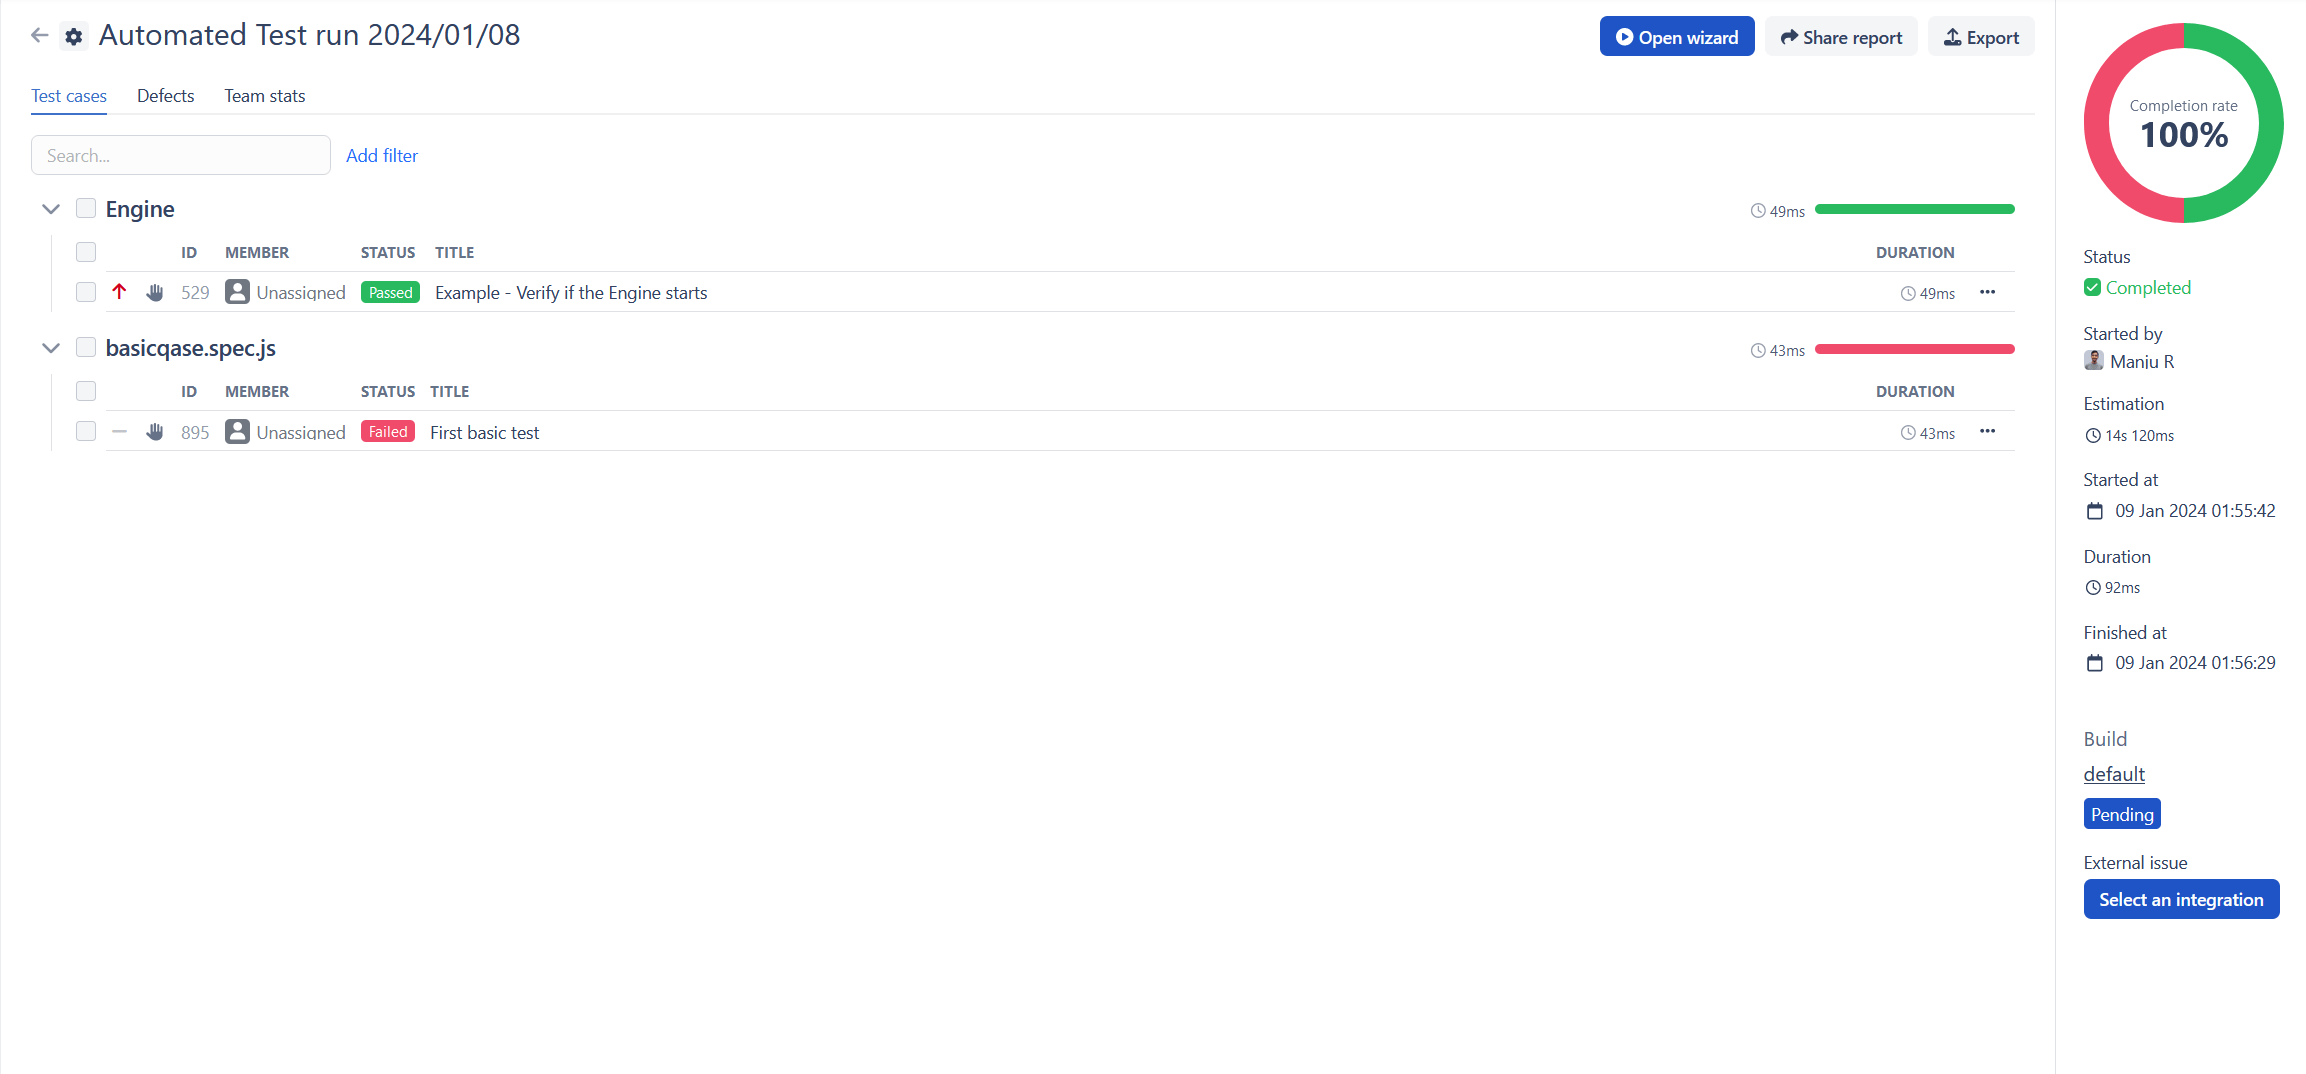 Automated Test run 2024/01/08
Open wizard
Share report
Export
Test cases
Defects
Team stats
Search...
Add filter
Engine
49ms
ID MEMBER STATUS TITLE DURATION
529 Unassigned Passed Example - Verify if the Engine starts 49ms
basicqase.spec.js
43ms
ID MEMBER STATUS TITLE DURATION
895 Unassigned Failed First basic test 43ms
Completion rate
100%
Status
Completed
Started by
Manju R
Estimation
14s 120ms
Started at
09 Jan 2024 01:55:42
Duration
92ms
Finished at
09 Jan 2024 01:56:29
Build
default
Pending
External issue
Select an integration